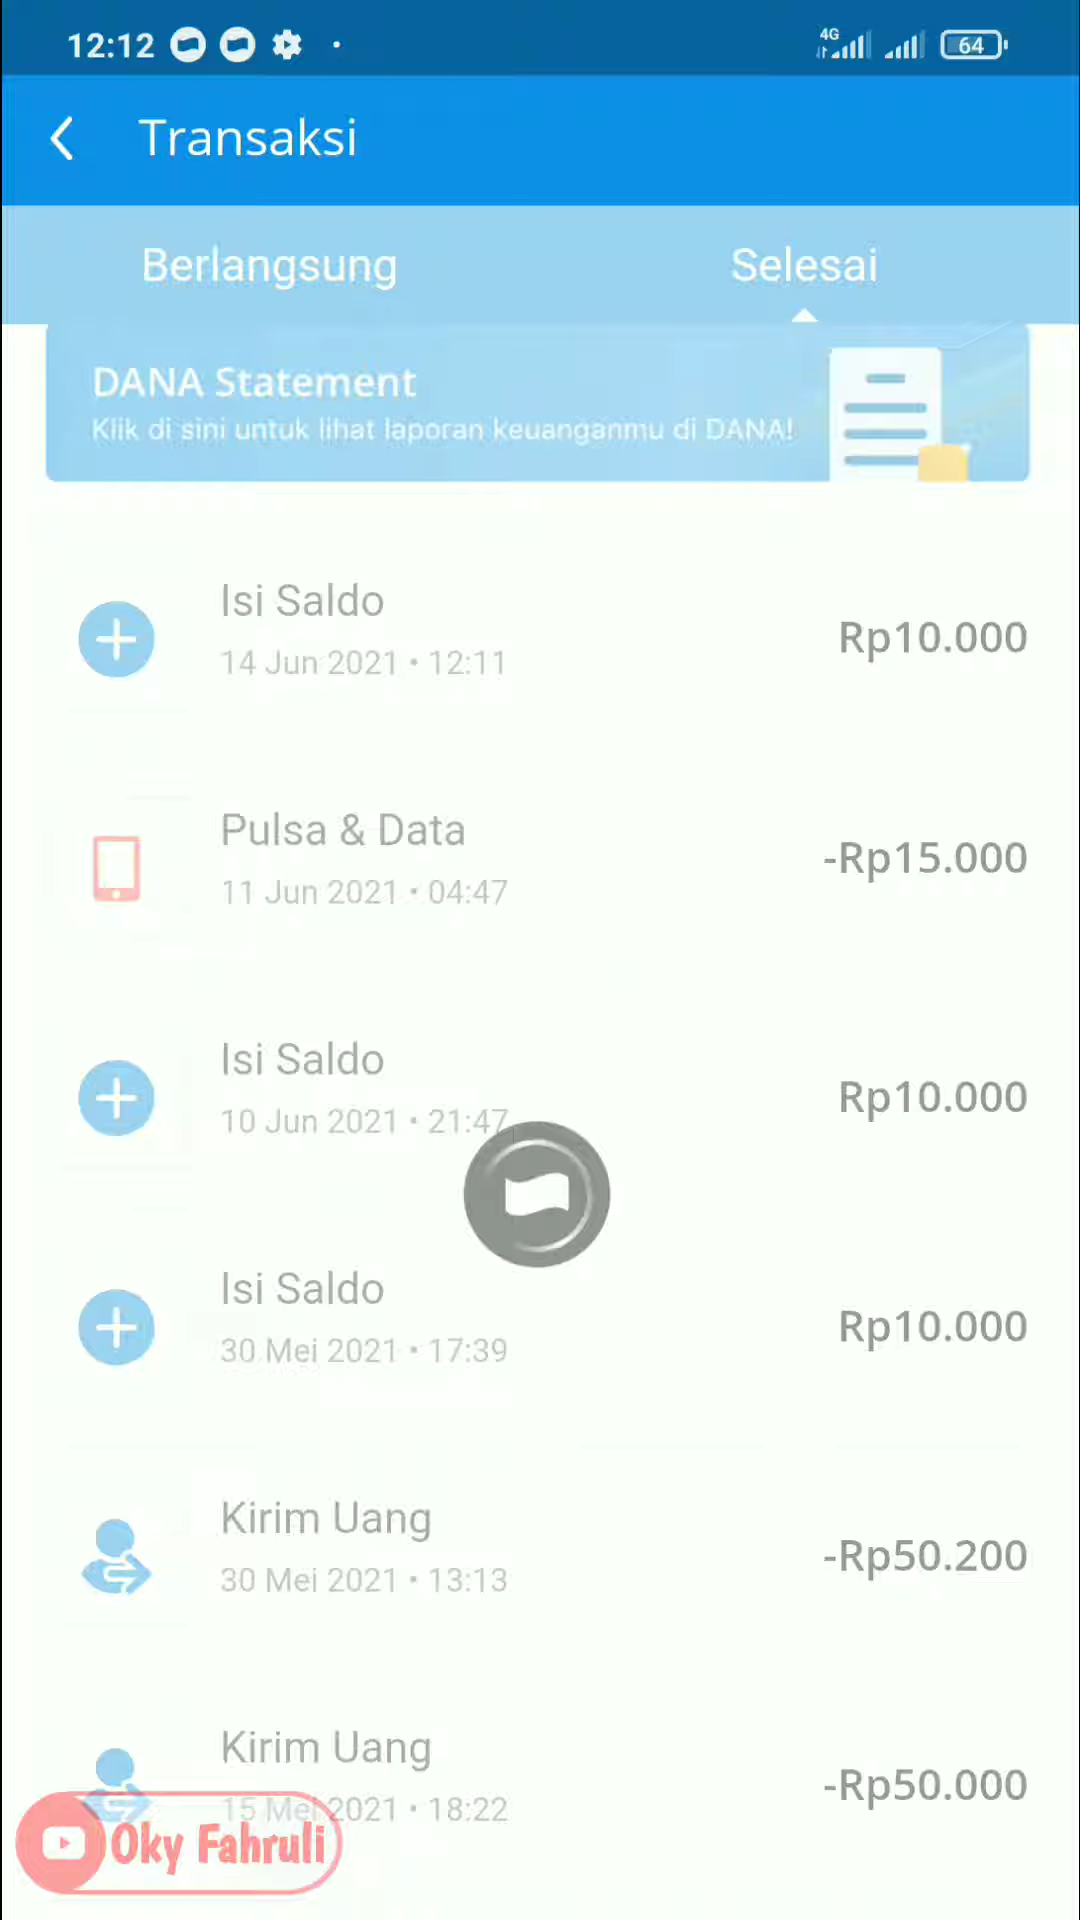 12:12
4G
64
Transaksi
Berlangsung
Selesai
DANA Statement
Klik di sini untuk lihat laporan keuanganmu di DANA!
Isi Saldo
Rp10.000
14 Jun 2021 • 12:11
Pulsa & Data
-Rp15.000
11 Jun 2021 • 04:47
Isi Saldo
Rp10.000
10 Jun 2021 • 21:47
Isi Saldo
Rp10.000
30 Mei 2021 • 17:39
Kirim Uang
-Rp50.200
30 Mei 2021 • 13:13
Kirim Uang
-Rp50.000
15 Mei 2021 • 18:22
Oky Fahruli